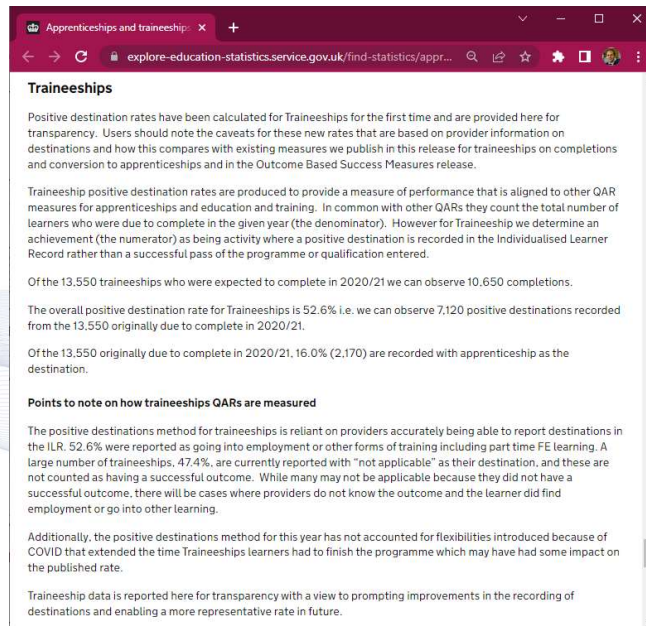 Apprenticeships and traineeships
explore-education-statistics.service.gov.uk/find-statistics/appr...
Traineeships
Positive destination rates have been calculated for Traineeships for the first time and are provided here for
transparency. Users should note the caveats for these new rates that are based on provider information on
destinations and how this compares with existing measures we publish in this release for traineeships on completions
and conversion to apprenticeships and in the Outcome Based Success Measures release.
Traineeship positive destination rates are produced to provide a measure of performance that is aligned to other QAR
measures for apprenticeships and education and training. In common with other QARs they count the total number of
learners who were due to complete in the given year (the denominator). However for Traineeship we determine an
achievement (the numerator) as being activity where a positive destination is recorded in the Individualised Learner
Record rather than a successful pass of the programme or qualification entered.
Of the 13,550 traineeships who were expected to complete in 2020/21 we can observe 10,650 completions.
The overall positive destination rate for Traineeships is 52.6% i.e. we can observe 7,120 positive destinations recorded
from the 13,550 originally due to complete in 2020/21.
Of the 13,550 originally due to complete in 2020/21, 16.0% (2,170) are recorded with apprenticeship as the
destination.
Points to note on how traineeships QARs are measured
The positive destinations method for traineeships is reliant on providers accurately being able to report destinations in
the ILR. 52.6% were reported as going into employment or other forms of training including part time FE learning. A
large number of traineeships, 47.4%, are currently reported with “not applicable” as their destination, and these are
not counted as having a successful outcome. While many may not be applicable because they did not have a
successful outcome, there will be cases where providers do not know the outcome and the learner did find
employment or go into other learning.
Additionally, the positive destinations method for this year has not accounted for flexibilities introduced because of
COVID that extended the time Traineeships learners had to finish the programme which may have had some impact on
the published rate.
Traineeship data is reported here for transparency with a view to prompting improvements in the recording of
destinations and enabling a more representative rate in future.